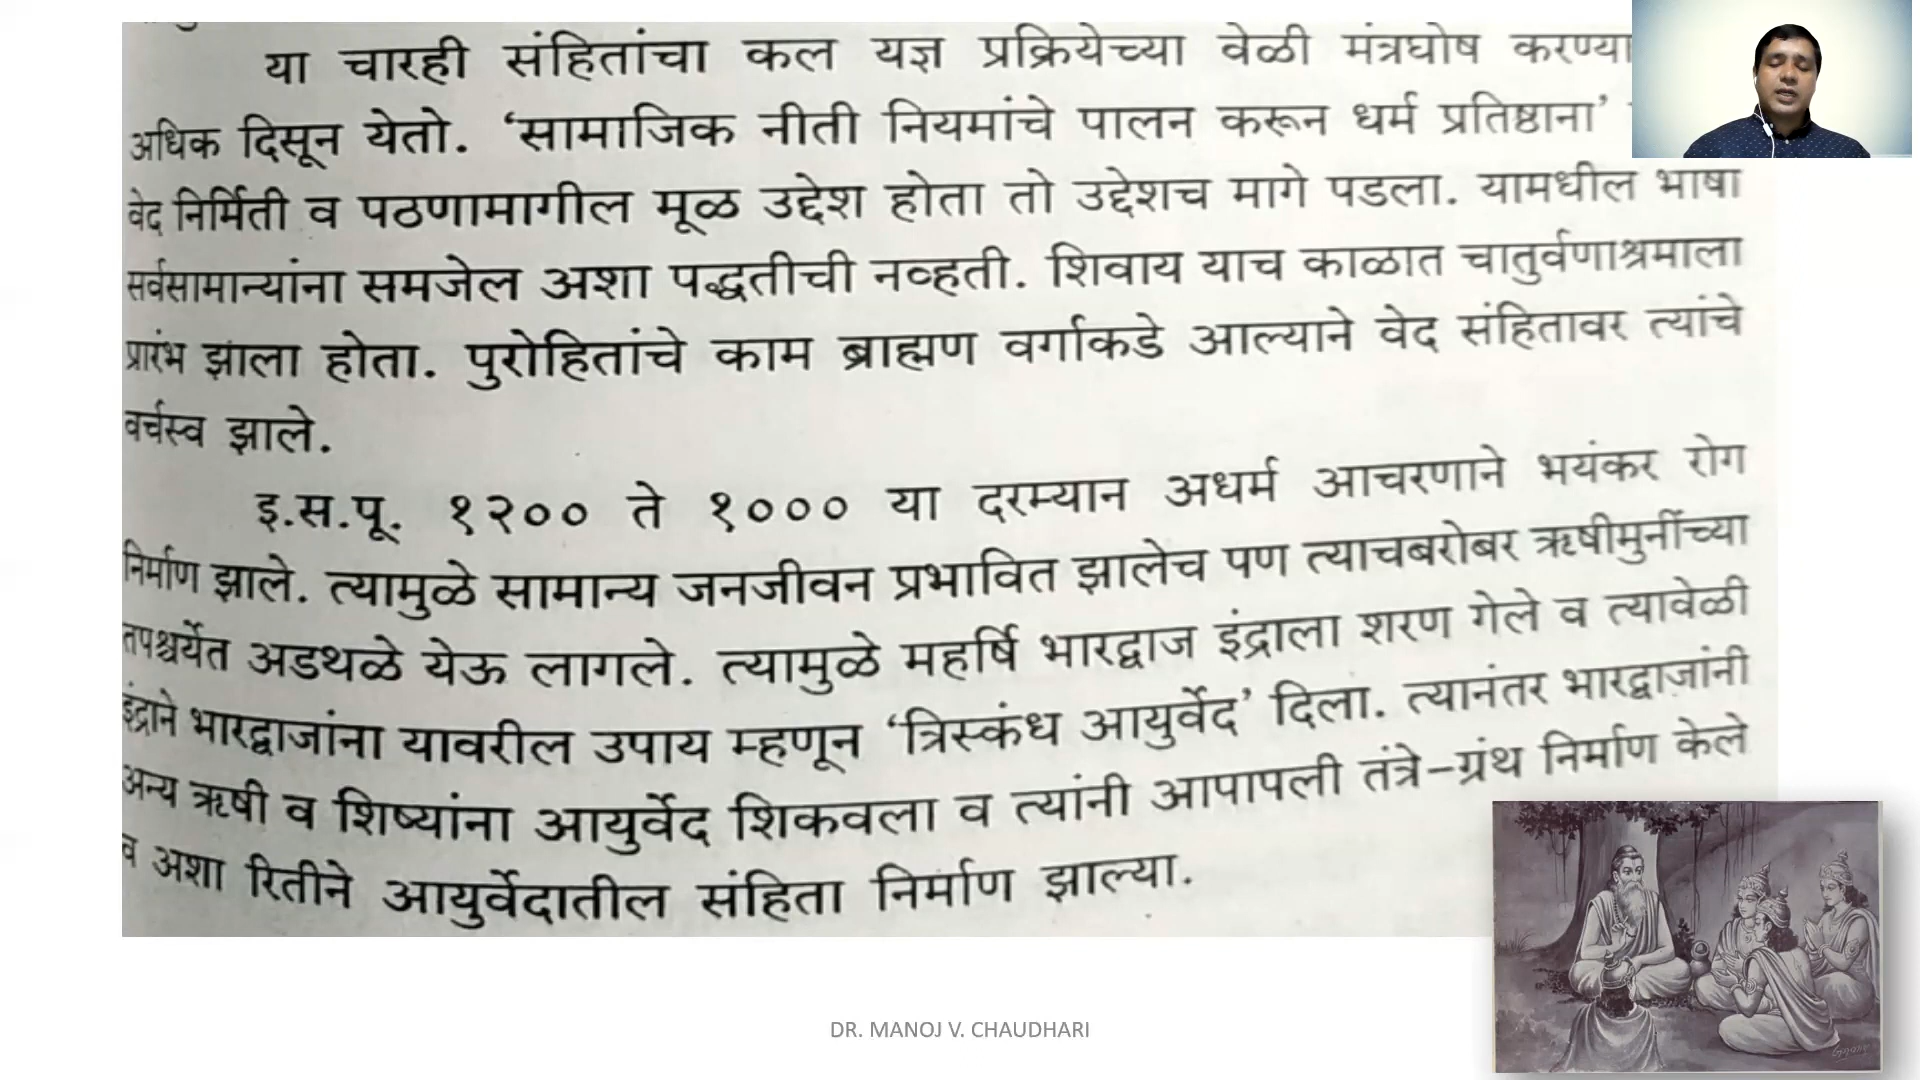 या चारही संहितांचा कल यज्ञ प्रक्रियेच्या वेळी मंत्रघोष करण्या
अधिक दिसून येतो. ‘सामाजिक नीती नियमांचे पालन करून धर्म प्रतिष्ठाना’
वेद निर्मिती व पठणामागील मूळ उद्देश होता तो उद्देशच मागे पडला. यामधील भाषा
सर्वसामान्यांना समजेल अशा पद्धतीची नव्हती. शिवाय याच काळात चातुर्वणाश्रमाला
प्रारंभ झाला होता. पुरोहितांचे काम ब्राह्मण वर्गाकडे आल्याने वेद संहितावर त्यांचे
वर्चस्व झाले.
इ.स.पू. १२०० ते १००० या दरम्यान अधर्म आचरणाने भयंकर रोग
निर्माण झाले. त्यामुळे सामान्य जनजीवन प्रभावित झालेच पण त्याचबरोबर ऋषीमुनींच्या
तपश्चर्येत अडथळे येऊ लागले. त्यामुळे महर्षि भारद्वाज इंद्राला शरण गेले व त्यावेळी
इंद्राने भारद्वाजांना यावरील उपाय म्हणून ‘त्रिस्कंध आयुर्वेद’ दिला. त्यानंतर भारद्वाजांनी
अन्य ऋषी व शिष्यांना आयुर्वेद शिकवला व त्यांनी आपापली तंत्रे–ग्रंथ निर्माण केले
व अशा रितीने आयुर्वेदातील संहिता निर्माण झाल्या.
DR. MANOJ V. CHAUDHARI